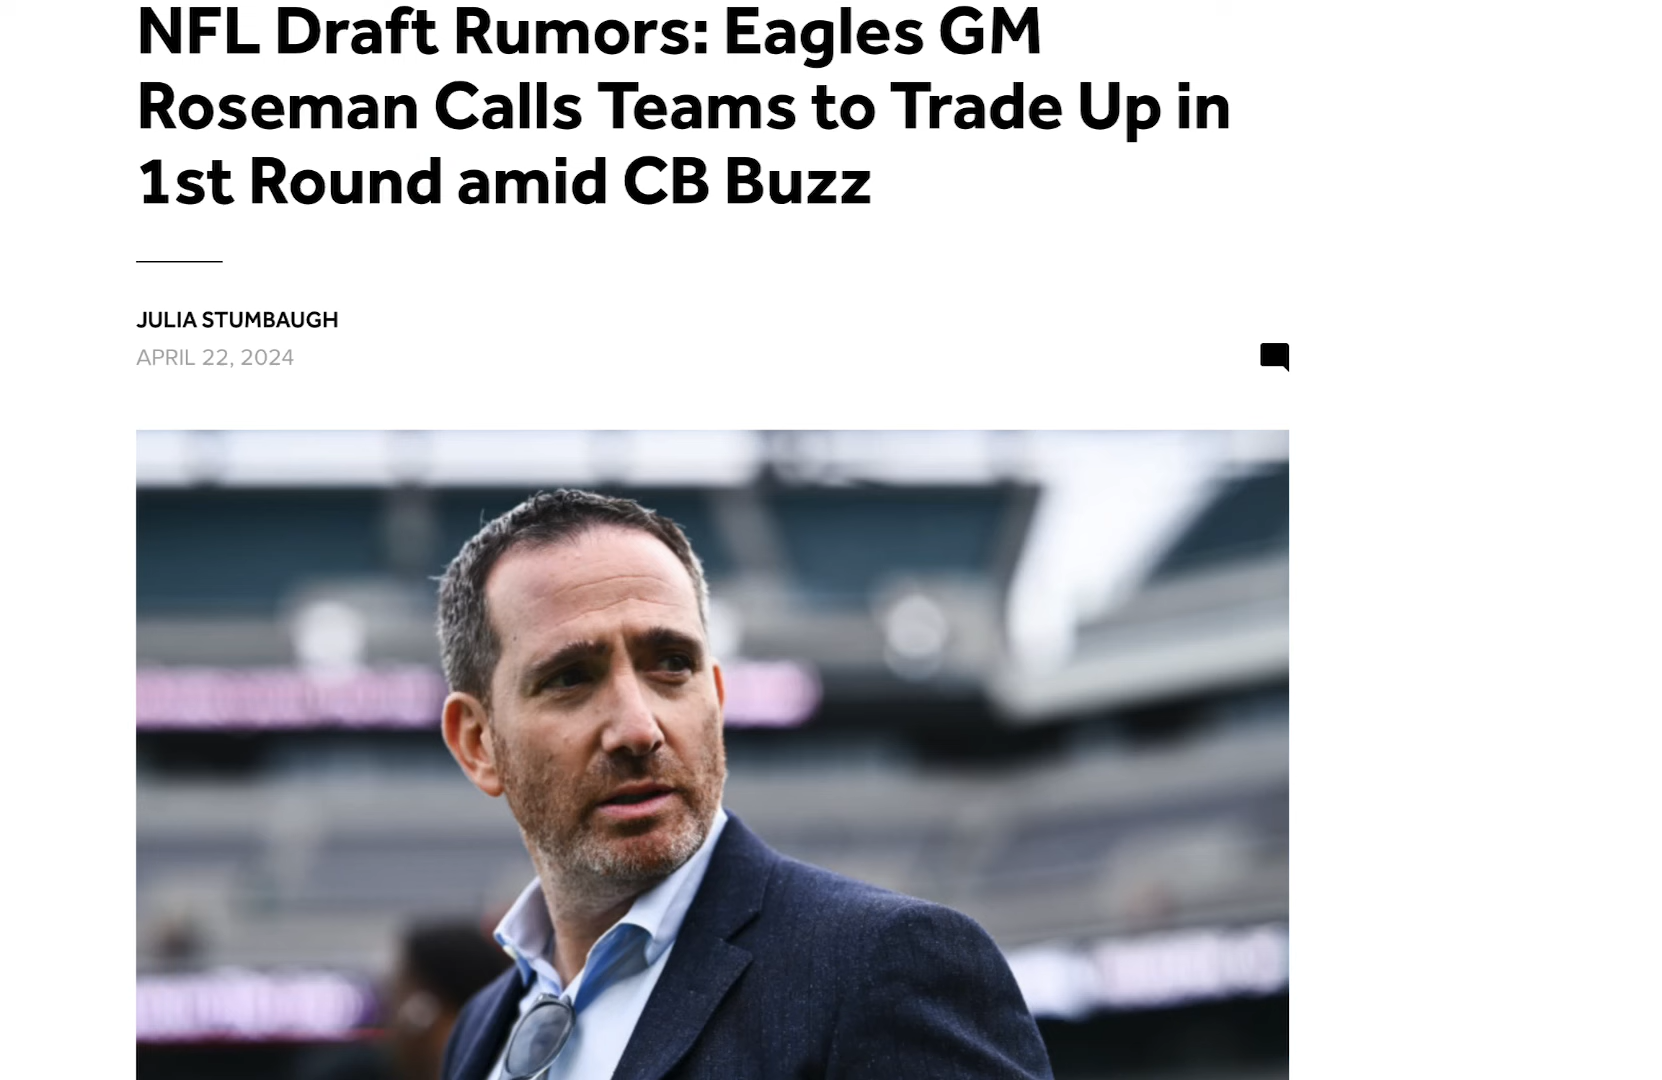 NFL Draft Rumors: Eagles GM
Roseman Calls Teams to Trade Up in
1st Round amid CB Buzz
JULIA STUMBAUGH
APRIL 22, 2024